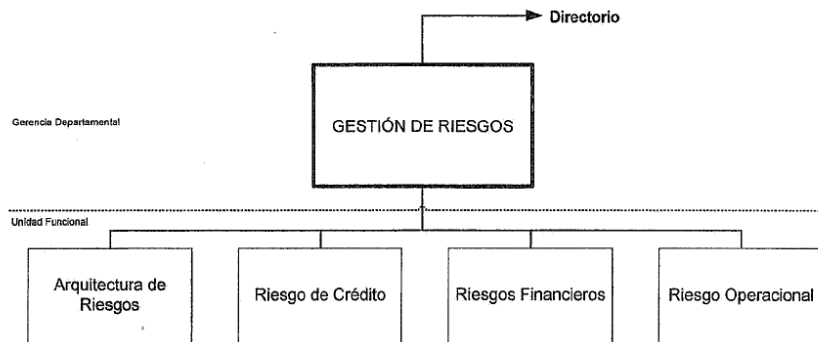 Directorio
Gerencia Departamental
GESTIÓN DE RIESGOS
Unidad Funcional
Arquitectura de
Riesgos
Riesgo de Crédito
Riesgos Financieros
Riesgo Operacional